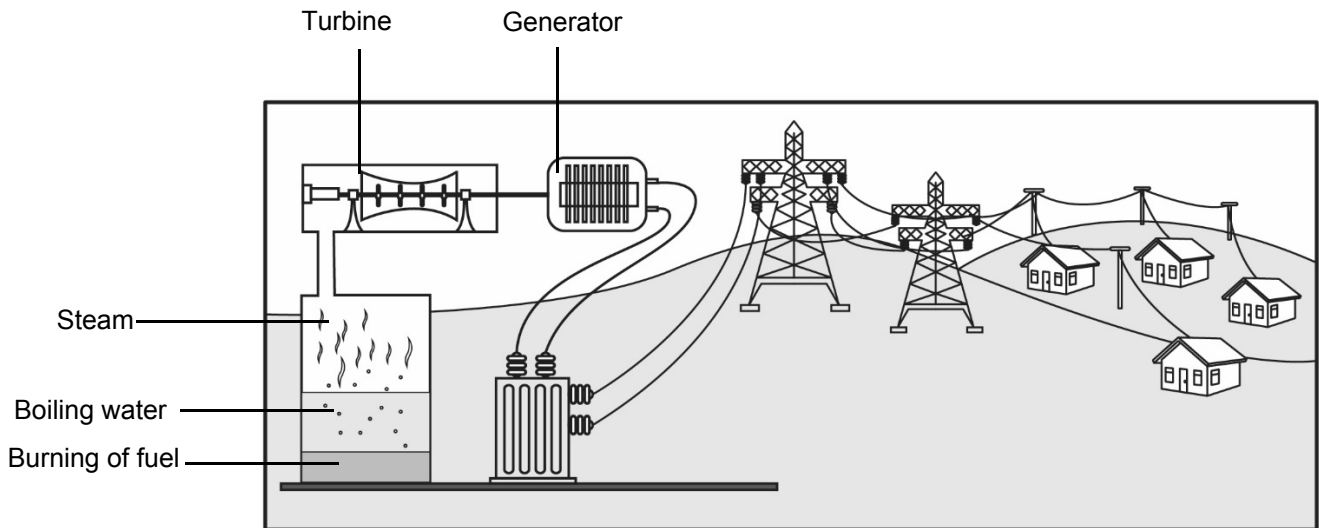 Turbine
Generator
Steam
Boiling water
Burning of fuel